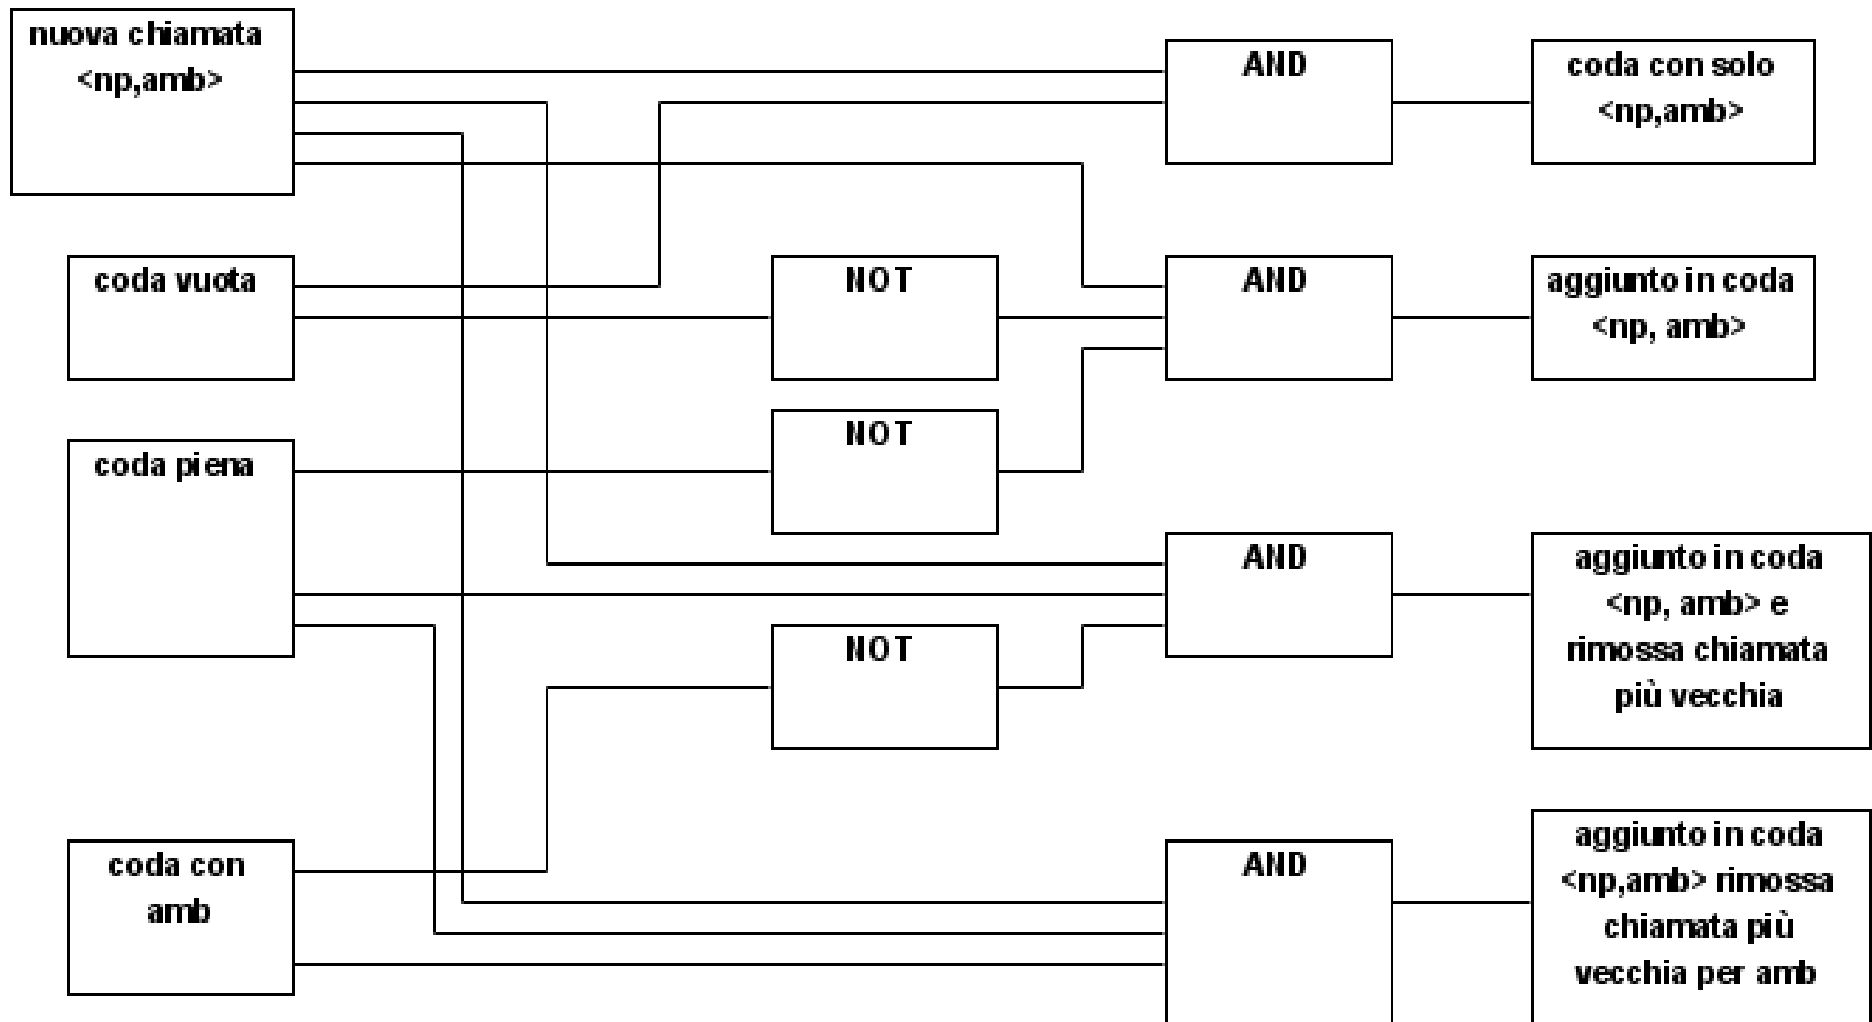 nuova chiamata
<np,amb>
AND
coda con solo
<np,amb>
coda vuota
NOT
AND
aggiunto in coda
<np, amb>
coda piena
NOT
AND
aggiunto in coda
<np, amb> e
rimossa chiamata
più vecchia
NOT
coda con
amb
AND
aggiunto in coda
<np,amb> rimossa
chiamata più
vecchia per amb